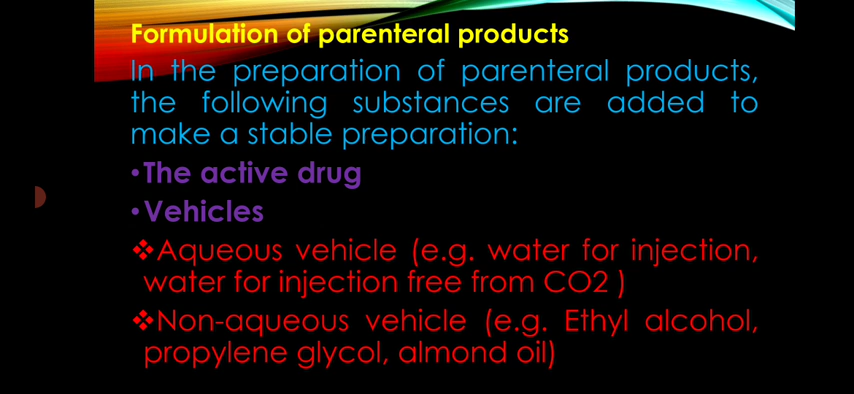 Formulation of parenteral products
In the preparation of parenteral products,
the following substances are added to
make a stable preparation:
•The active drug
•Vehicles
❖Aqueous vehicle (e.g. water for injection,
water for injection free from CO2 )
❖Non-aqueous vehicle (e.g. Ethyl alcohol,
propylene glycol, almond oil)